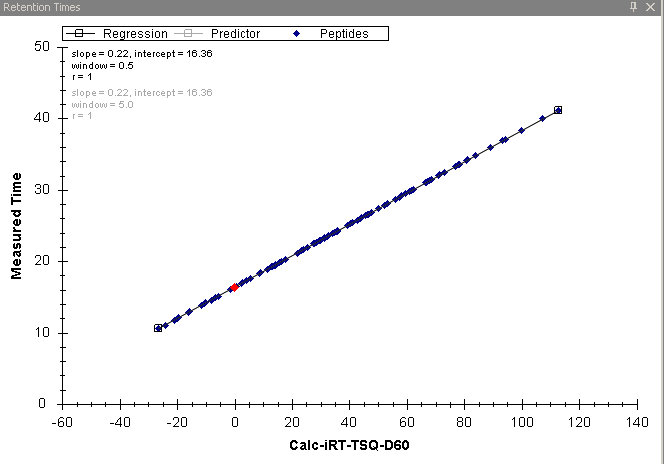 Retention Times
Regression Predictor Peptides
slope = 0.22, intercept = 16.36
window = 0.5
r = 1
slope = 0.22, intercept = 16.36
window = 5.0
r = 1
50
40
30
20
10
0
Measured Time
-60 -40 -20 0 20 40 60 80 100 120 140
Calc-iRT-TSQ-D60